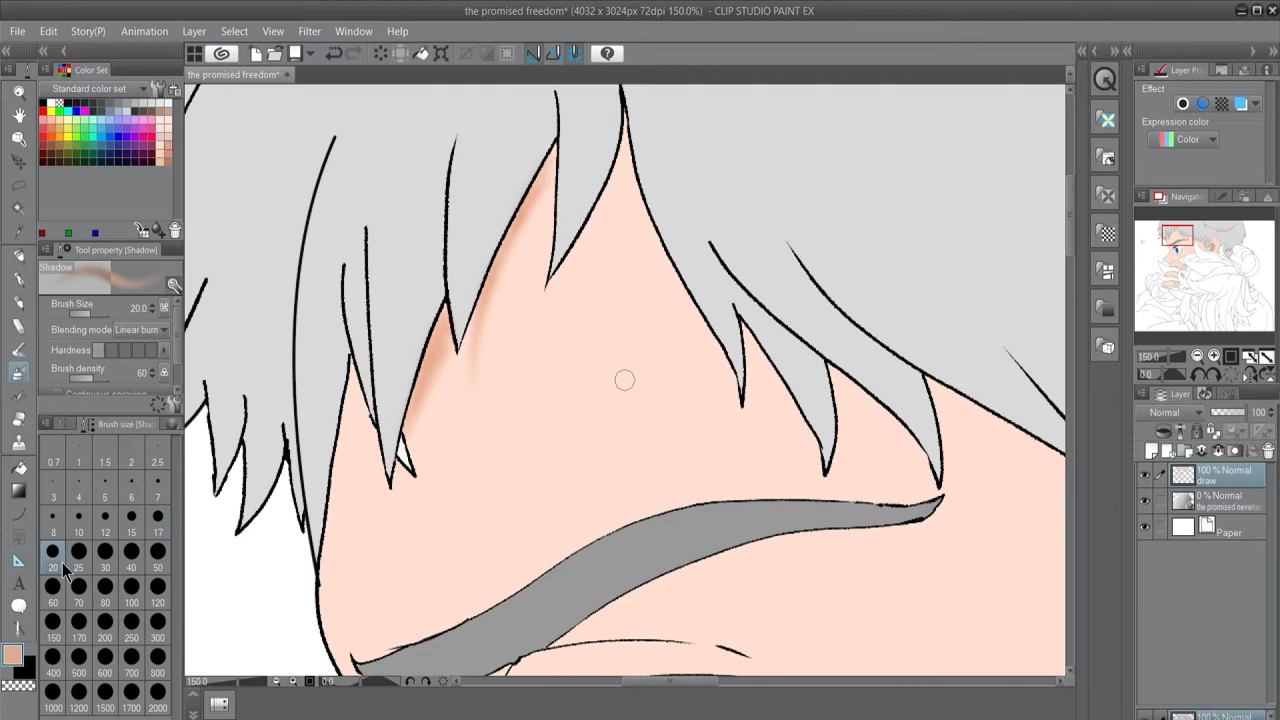 the promised freedom* (4032 x 3024px 72dpi 150.0%) - CLIP STUDIO PAINT EX
File Edit Story(P) Animation Layer Select View Filter Window Help
Color Set
the promised freedom*
Layer Pro
Standard color set
Effect
Expression color
Color
Navigator
Tool property [Shadow]
Shadow
Brush Size 20.0
Blending mode Linear burn
Hardness
Brush density 60
150.0
0.0
Layer
Brush size [Shad
Normal 100
0.7 1 1.5 2 2.5
3 4 5 6 7
8 10 12 15 17
20 25 30 40 50
60 70 80 100 120
150 170 200 250 300
400 500 600 700 800
1000 1200 1500 1700 2000
100 % Normal
draw
0 % Normal
the promised neverla
Paper
150.0 0.0
100 % Normal